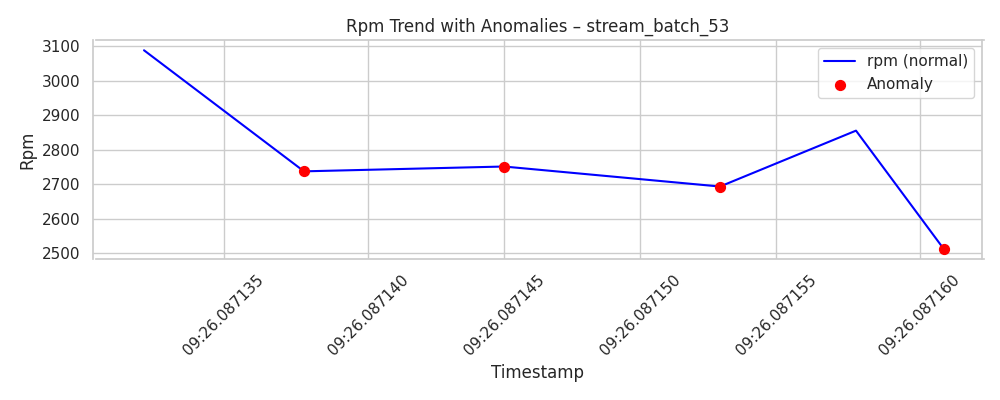 Rpm Trend with Anomalies – stream_batch_53
rpm (normal)
Anomaly
Rpm
3100
3000
2900
2800
2700
2600
2500
09:26.087135
09:26.087140
09:26.087145
09:26.087150
09:26.087155
09:26.087160
Timestamp